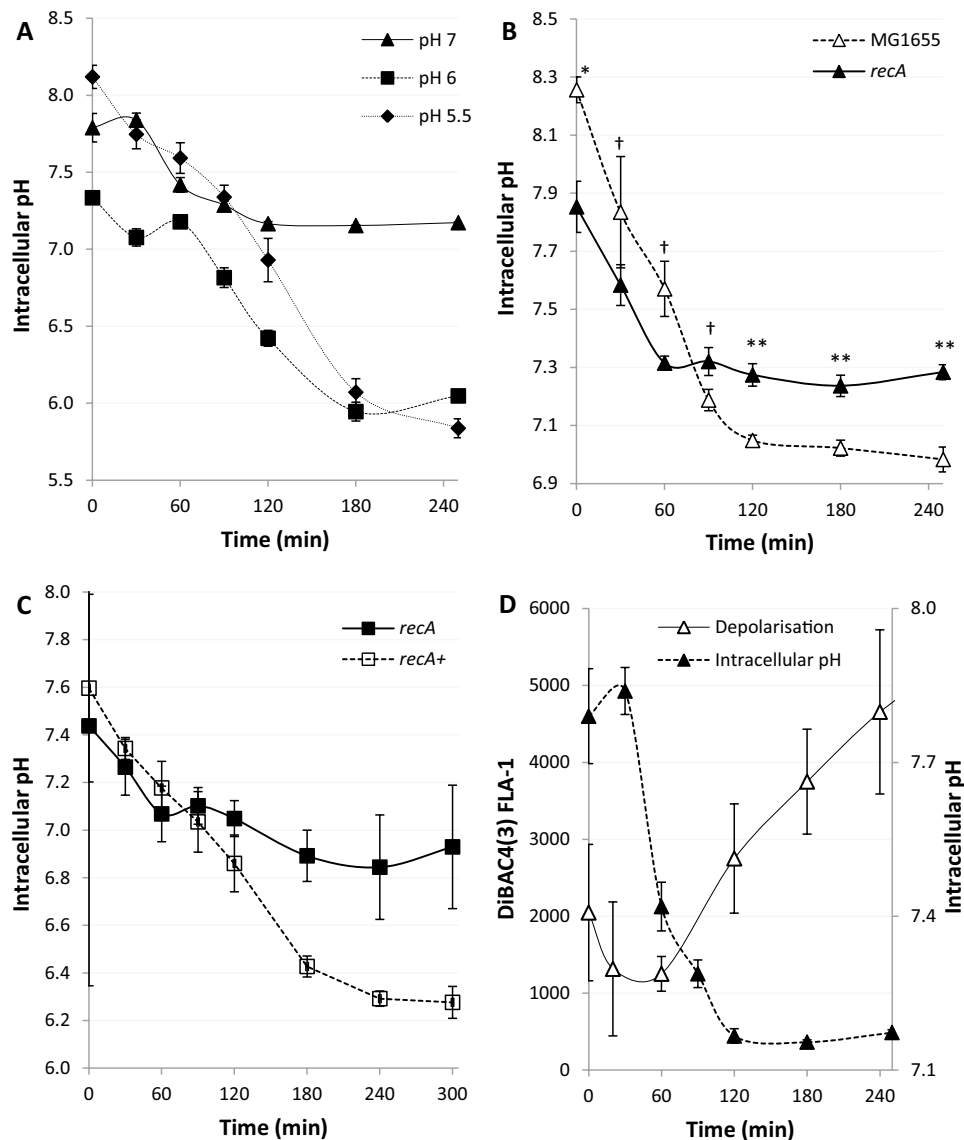 A
8.5
8.0
7.5
7.0
6.5
6.0
5.5
Intracellular pH
pH 7
pH 6
pH 5.5
0 60 120 180 240
Time (min)
B
8.5
8.3
8.1
7.9
7.7
7.5
7.3
7.1
6.9
Intracellular pH
MG1655
recA
*
†
†
†
**
**
**
0 60 120 180 240
Time (min)
C
8.0
7.8
7.6
7.4
7.2
7.0
6.8
6.6
6.4
6.2
6.0
Intracellular pH
recA
recA+
0 60 120 180 240 300
Time (min)
D
6000
5000
4000
3000
2000
1000
0
DiBAC4(3) FLA-1
Depolarisation
Intracellular pH
8.0
7.7
7.4
7.1
Intracellular pH
0 60 120 180 240
Time (min)